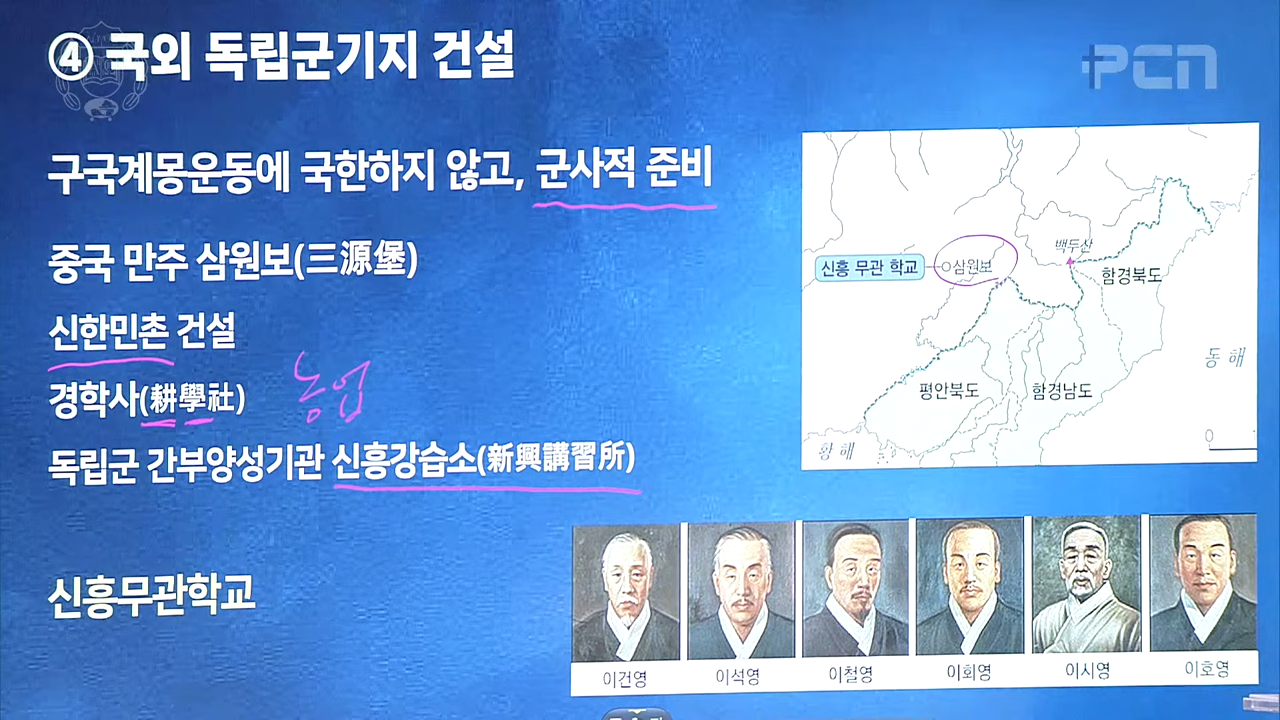 ④ 국외 독립군기지 건설
PCN
구국계몽운동에 국한하지 않고, 군사적 준비
중국 만주 삼원보(三源堡)
신한민촌 건설
경학사(耕學社) 농업
독립군 간부양성기관 신흥강습소(新興講習所)
신흥무관학교
백두산
신흥 무관 학교 삼원보
함경북도
동해
평안북도 함경남도
황해
0
이건영 이석영 이철영 이회영 이시영 이호영